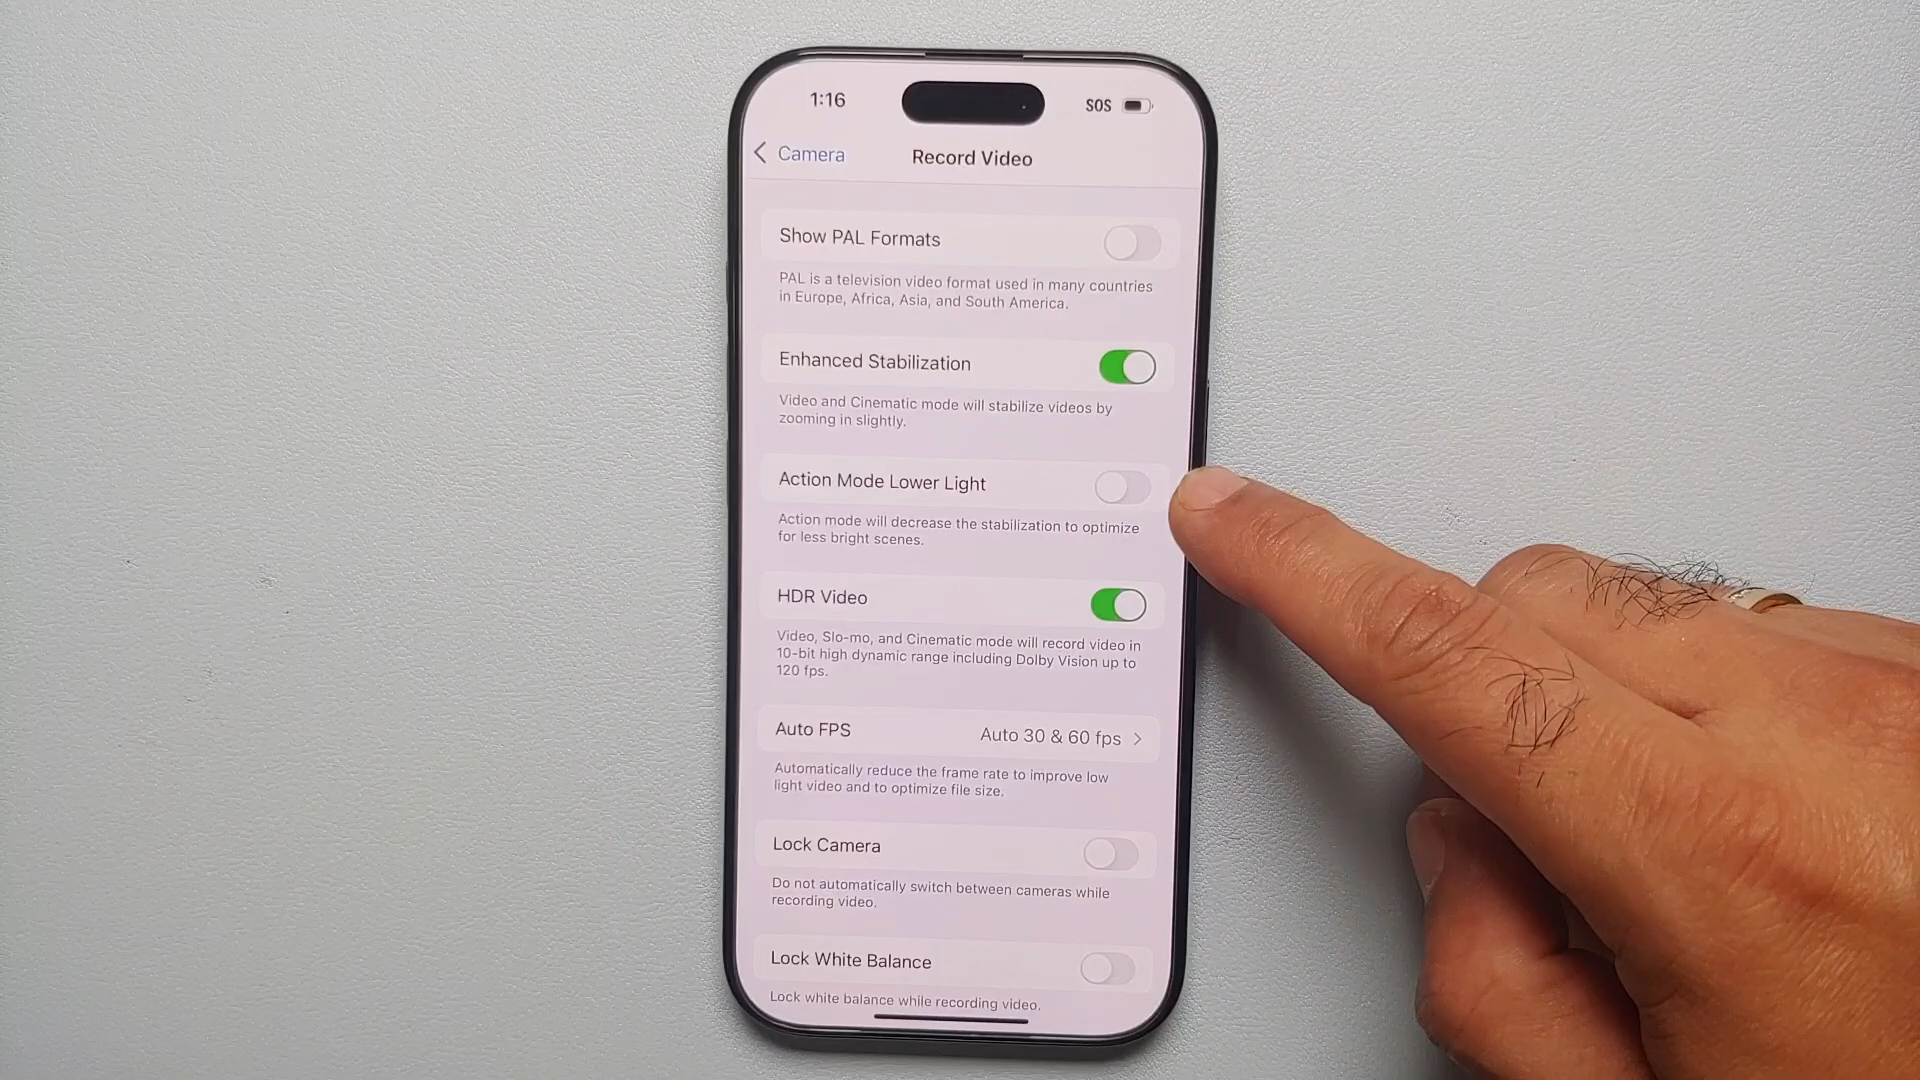 1:16
SOS
Camera
Record Video
Show PAL Formats
PAL is a television video format used in many countries
in Europe, Africa, Asia, and South America.
Enhanced Stabilization
Video and Cinematic mode will stabilize videos by
zooming in slightly.
Action Mode Lower Light
Action mode will decrease the stabilization to optimize
for less bright scenes.
HDR Video
Video, Slo-mo, and Cinematic mode will record video in
10-bit high dynamic range including Dolby Vision up to
120 fps.
Auto FPS
Auto 30 & 60 fps
Automatically reduce the frame rate to improve low
light video and to optimize file size.
Lock Camera
Do not automatically switch between cameras while
recording video.
Lock White Balance
Lock white balance while recording video.